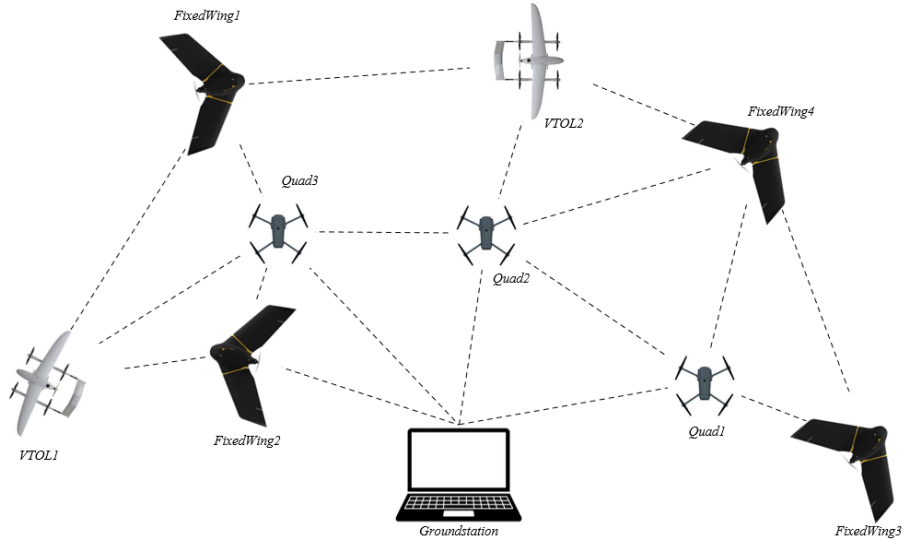 FixedWing1
VTOL2
FixedWing4
Quad3
Quad2
Quad1
FixedWing2
VTOL1
Groundstation
FixedWing3